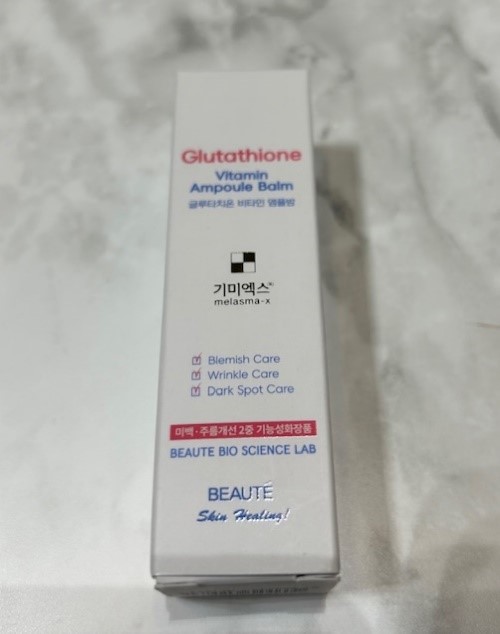 Glutathione
Vitamin
Ampoule Balm
글루타치온 비타민 앰플밤
기미엑스®
melasma-x
Blemish Care
Wrinkle Care
Dark Spot Care
미백·주름개선 2중 기능성화장품
BEAUTE BIO SCIENCE LAB
BEAUTÉ
Skin Healing!